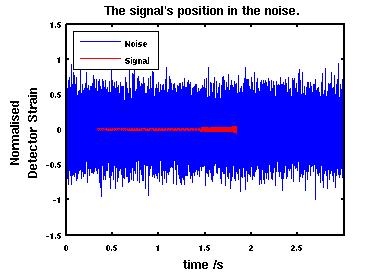 The signal's position in the noise.
Noise
Signal
Normalised
Detector Strain
1.5
1
0.5
0
-0.5
-1
-1.5
0 0.5 1 1.5 2 2.5
time /s